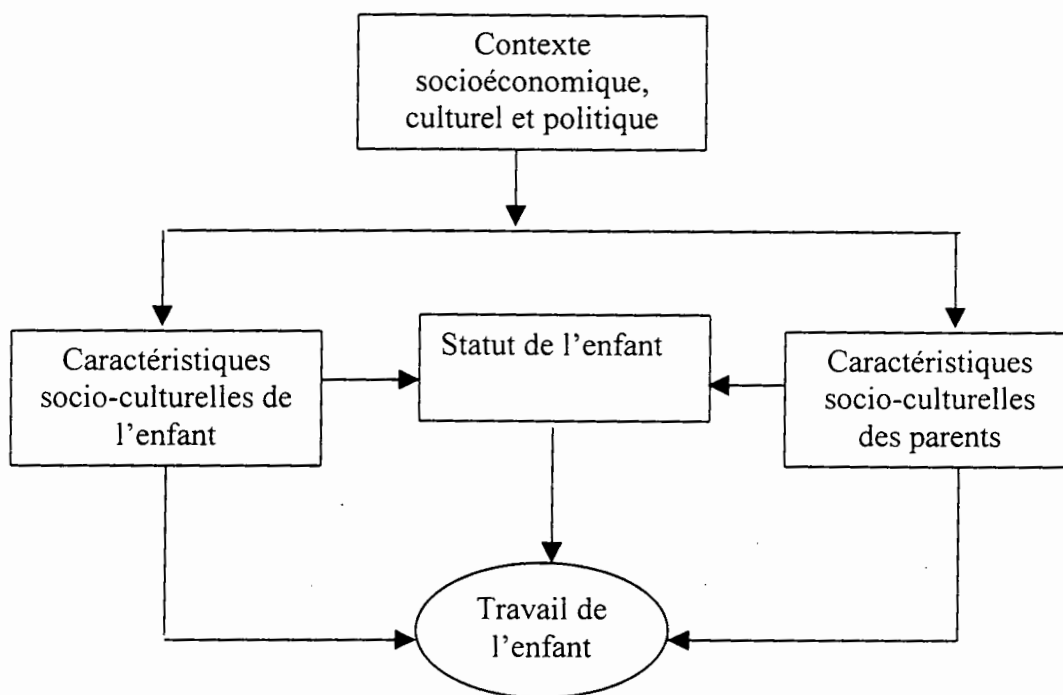 Contexte
socioéconomique,
culturel et politique
Caractéristiques
socio-culturelles de
l'enfant
Statut de l'enfant
Caractéristiques
socio-culturelles
des parents
Travail de
l'enfant